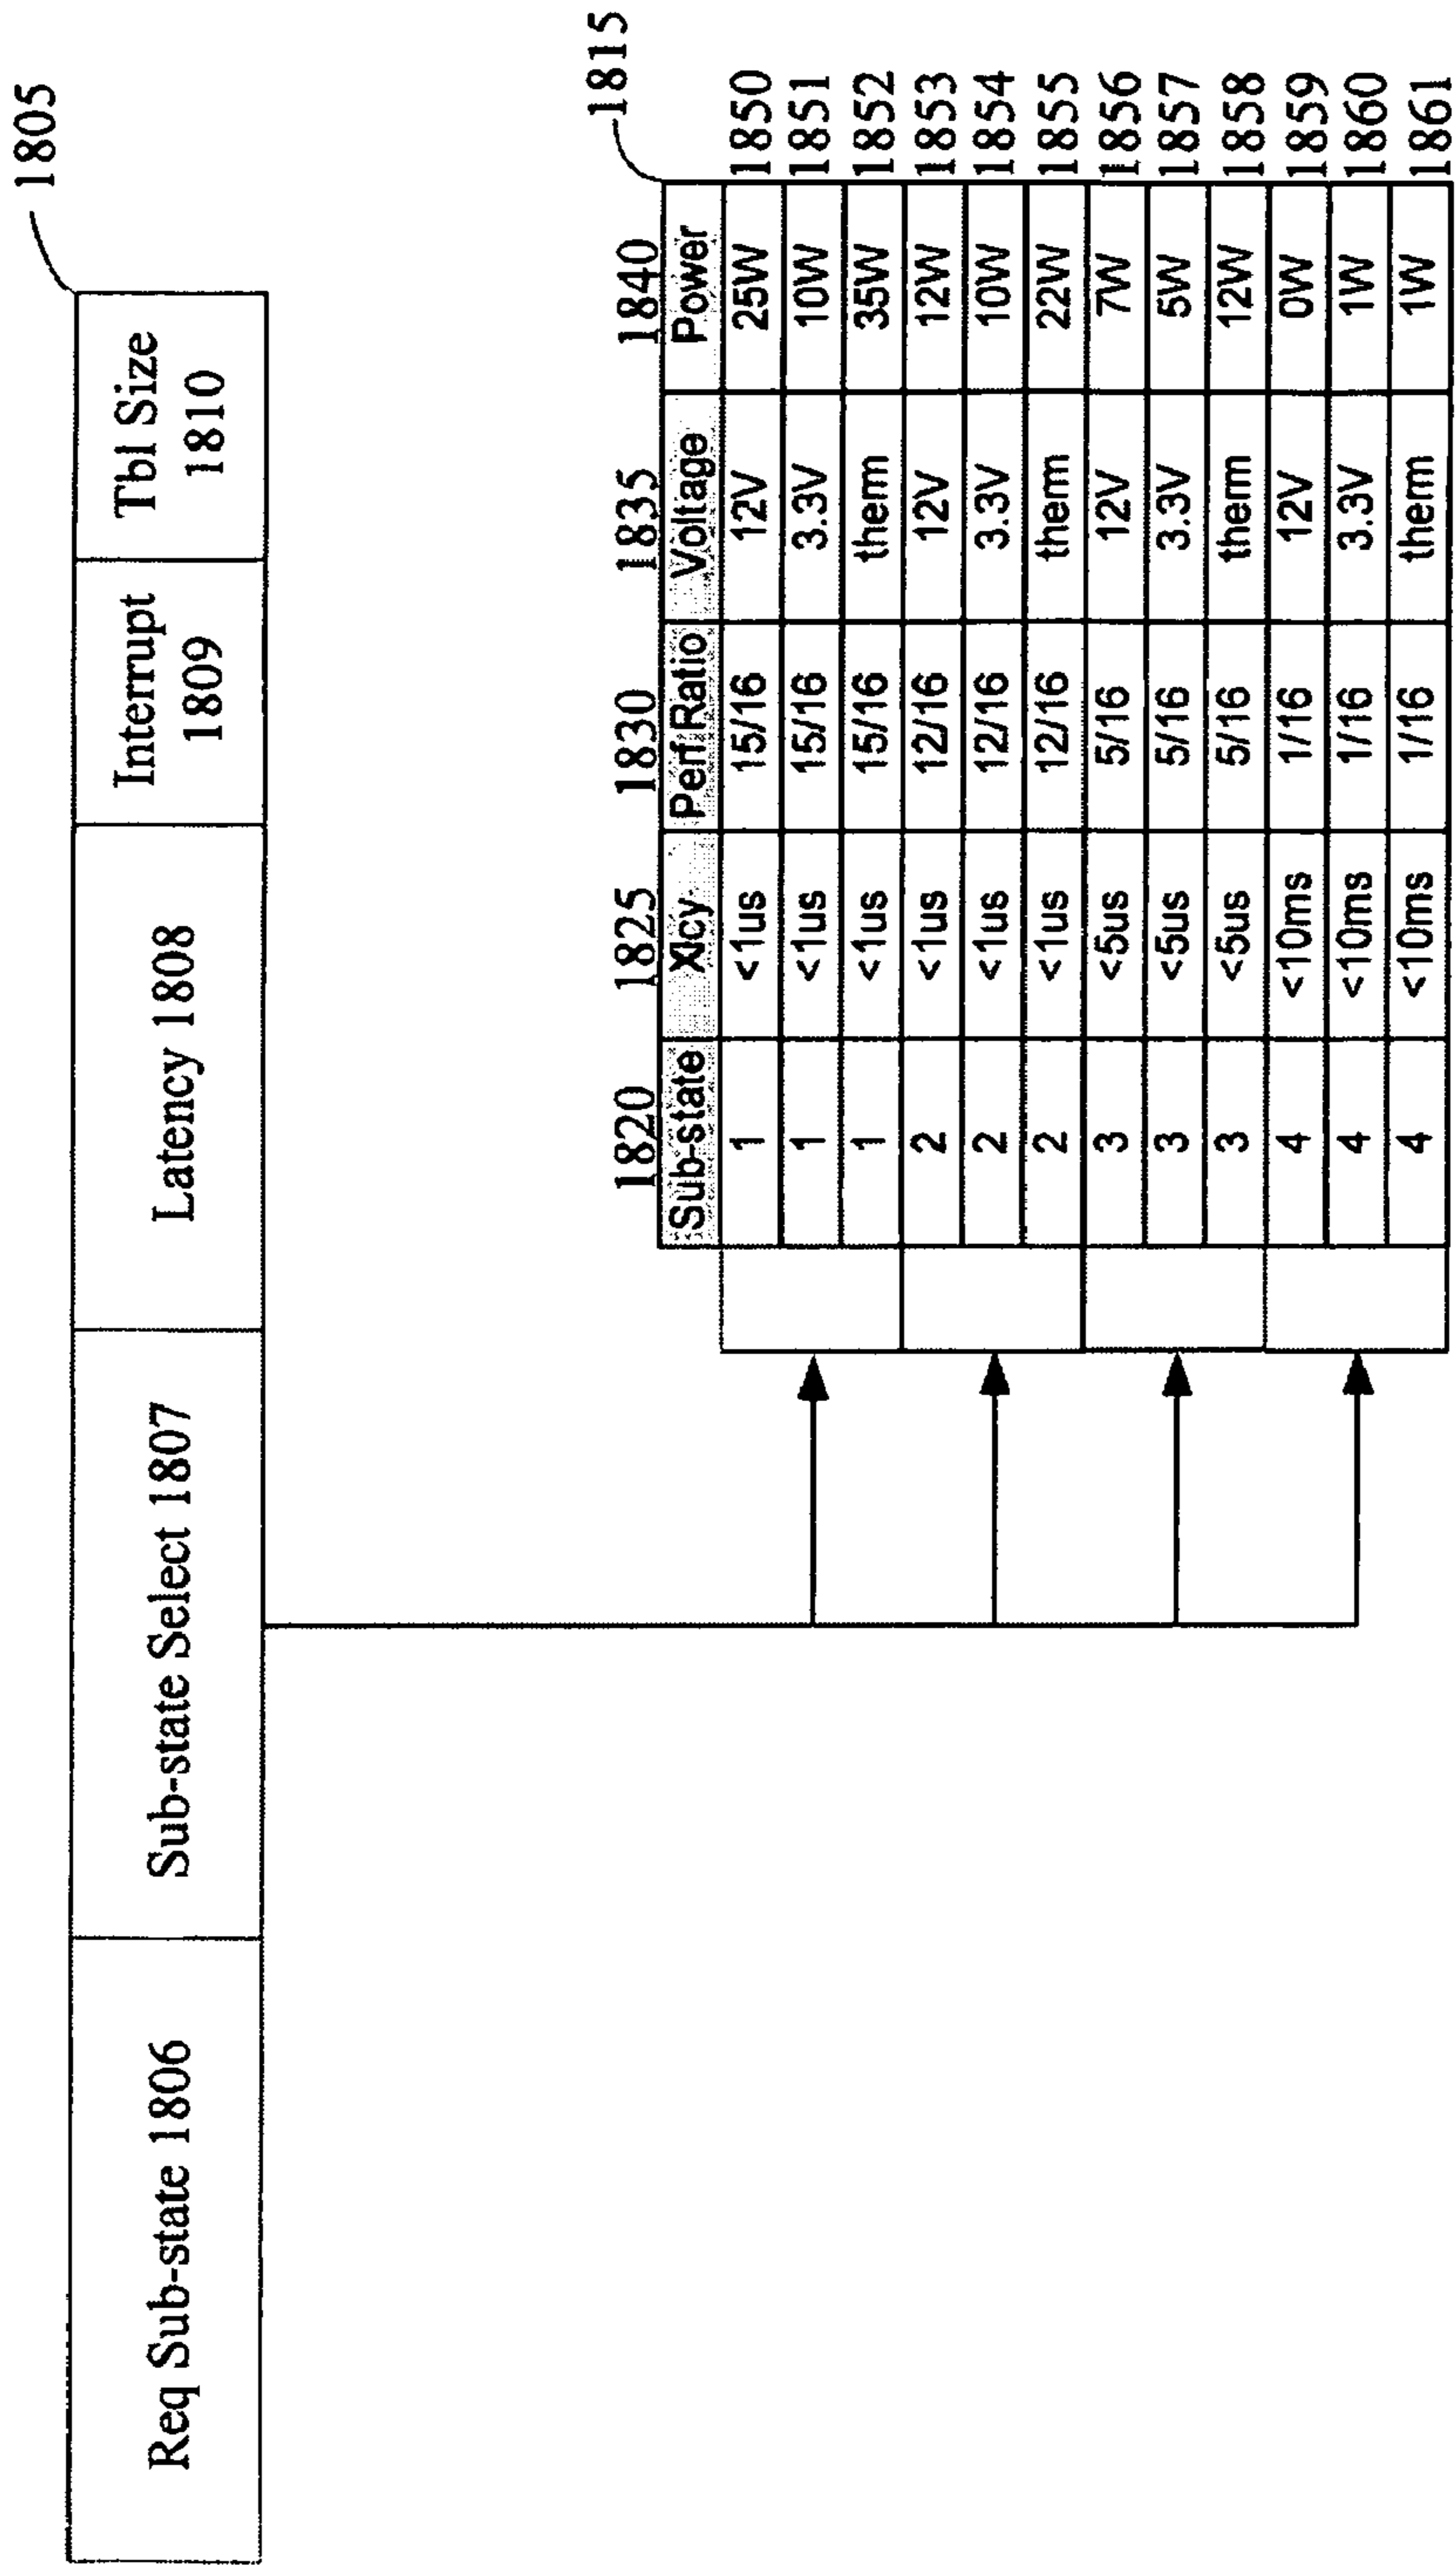 1805
Req Sub-state 1806 Sub-state Select 1807 Latency 1808 Interrupt 1809 Tbl Size 1810
1815
1820 1825 1830 1835 1840
Sub-state Xlcy Perf Ratio Voltage Power
1 <1us 15/16 12V 25W 1850
1 <1us 15/16 3.3V 10W 1851
1 <1us 15/16 therm 35W 1852
2 <1us 12/16 12V 12W 1853
2 <1us 12/16 3.3V 10W 1854
2 <1us 12/16 therm 22W 1855
3 <5us 5/16 12V 7W 1856
3 <5us 5/16 3.3V 5W 1857
3 <5us 5/16 therm 12W 1858
4 <10ms 1/16 12V 0W 1859
4 <10ms 1/16 3.3V 1W 1860
4 <10ms 1/16 therm 1W 1861